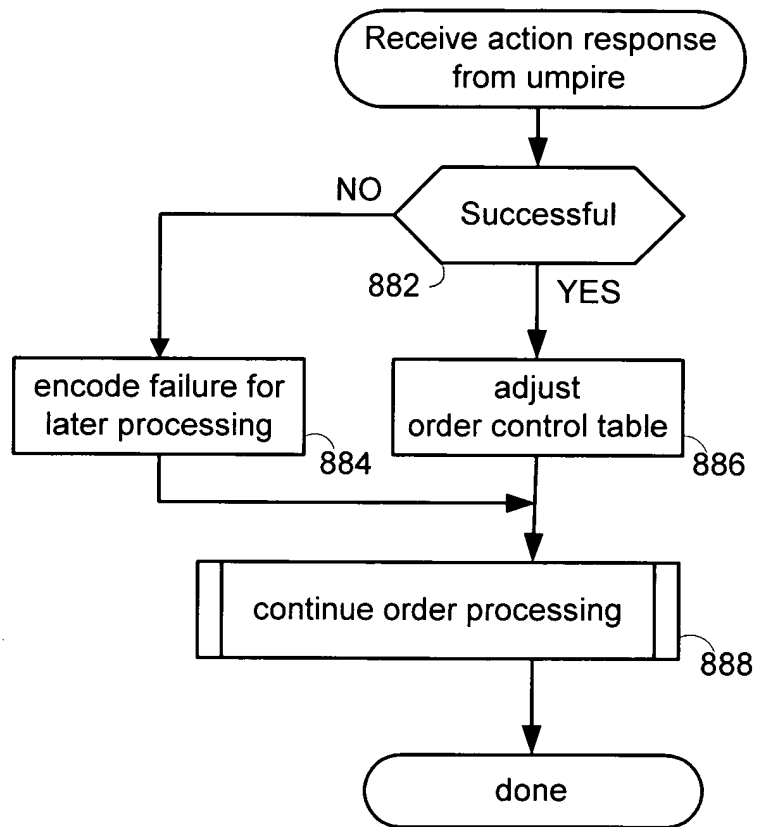 Receive action response
from umpire
NO
Successful
882
YES
encode failure for
later processing
884
adjust
order control table
886
continue order processing
888
done